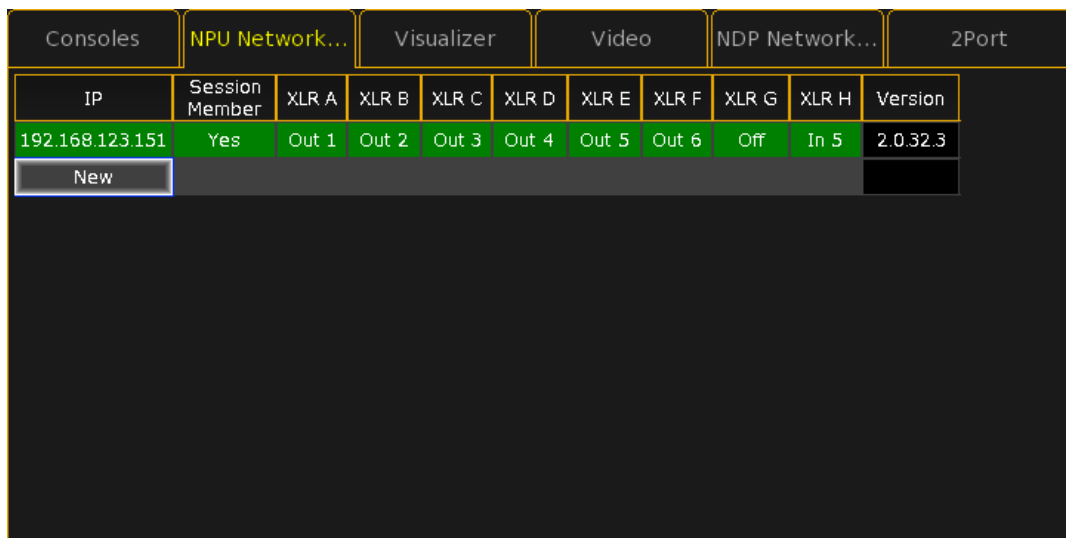 Consoles NPU Network... Visualizer Video NDP Network... 2Port
IP Session Member XLR A XLR B XLR C XLR D XLR E XLR F XLR G XLR H Version
192.168.123.151 Yes Out 1 Out 2 Out 3 Out 4 Out 5 Out 6 Off In 5 2.0.32.3
New